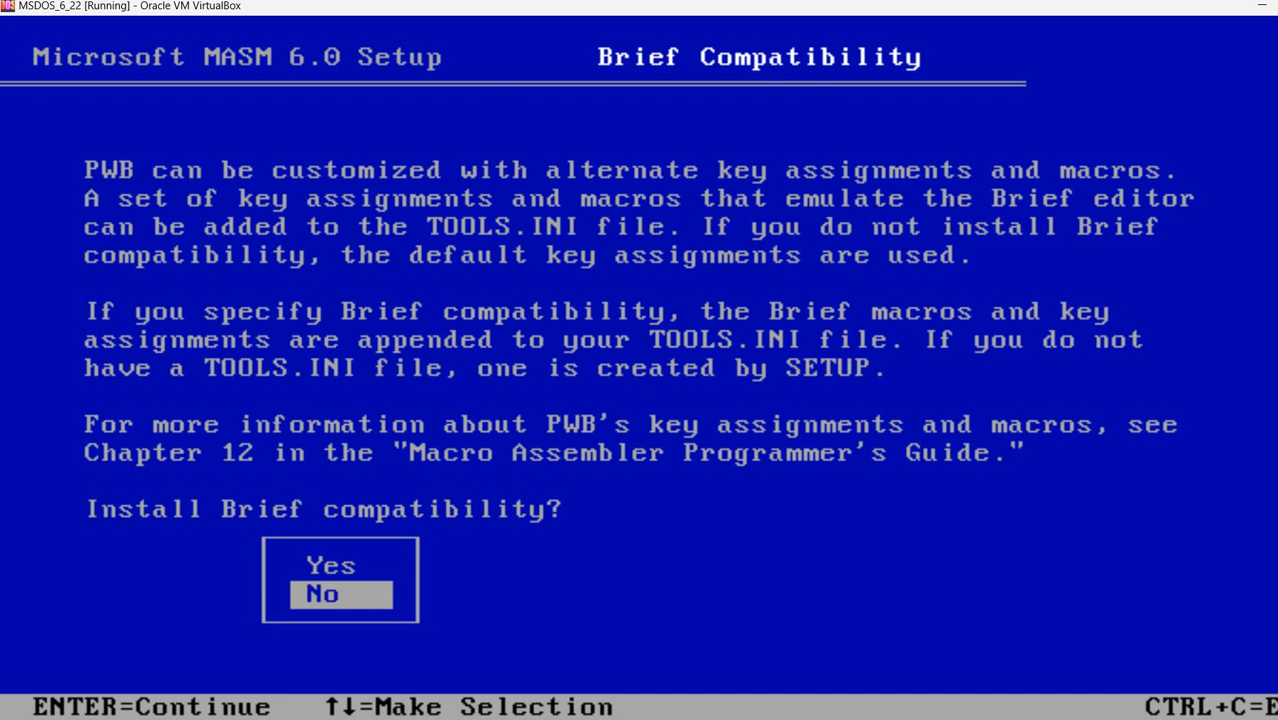 MSDOS_6_22 [Running] - Oracle VM VirtualBox
Microsoft MASM 6.0 Setup Brief Compatibility
PWB can be customized with alternate key assignments and macros.
A set of key assignments and macros that emulate the Brief editor
can be added to the TOOLS.INI file. If you do not install Brief
compatibility, the default key assignments are used.
If you specify Brief compatibility, the Brief macros and key
assignments are appended to your TOOLS.INI file. If you do not
have a TOOLS.INI file, one is created by SETUP.
For more information about PWB's key assignments and macros, see
Chapter 12 in the "Macro Assembler Programmer's Guide."
Install Brief compatibility?
Yes
No
ENTER=Continue ↑↓=Make Selection CTRL+C=E